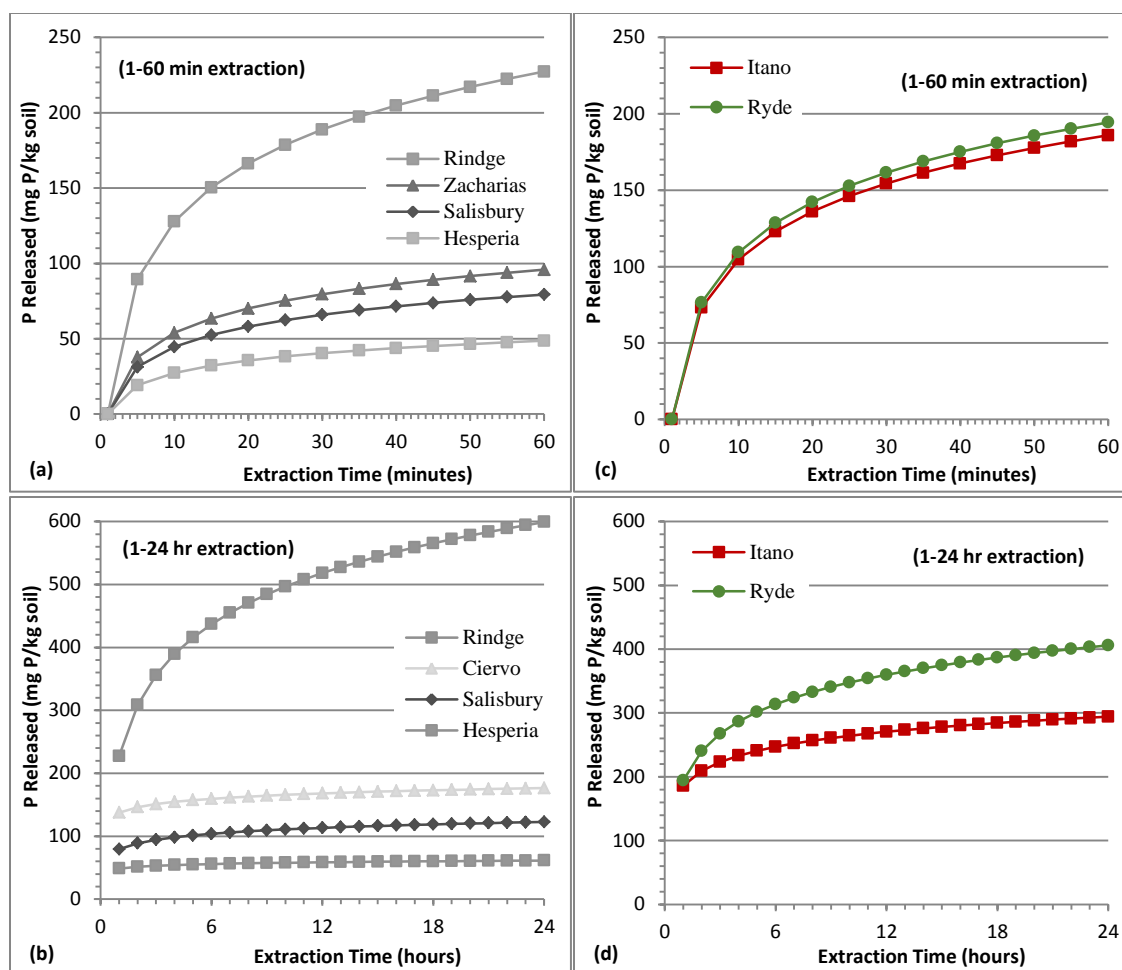 250
200
150
100
50
0
P Released (mg P/kg soil)
(1-60 min extraction)
Rindge
Zacharias
Salisbury
Hesperia
0 10 20 30 40 50 60
(a) Extraction Time (minutes)
250
200
150
100
50
0
P Released (mg P/kg soil)
Itano
Ryde
(1-60 min extraction)
0 10 20 30 40 50 60
(c) Extraction Time (minutes)
600
500
400
300
200
100
0
P Released (mg P/kg soil)
(1-24 hr extraction)
Rindge
Ciervo
Salisbury
Hesperia
0 6 12 18 24
(b) Extraction Time (hours)
600
500
400
300
200
100
0
P Released (mg P/kg soil)
Itano
Ryde
(1-24 hr extraction)
0 6 12 18 24
(d) Extraction Time (hours)